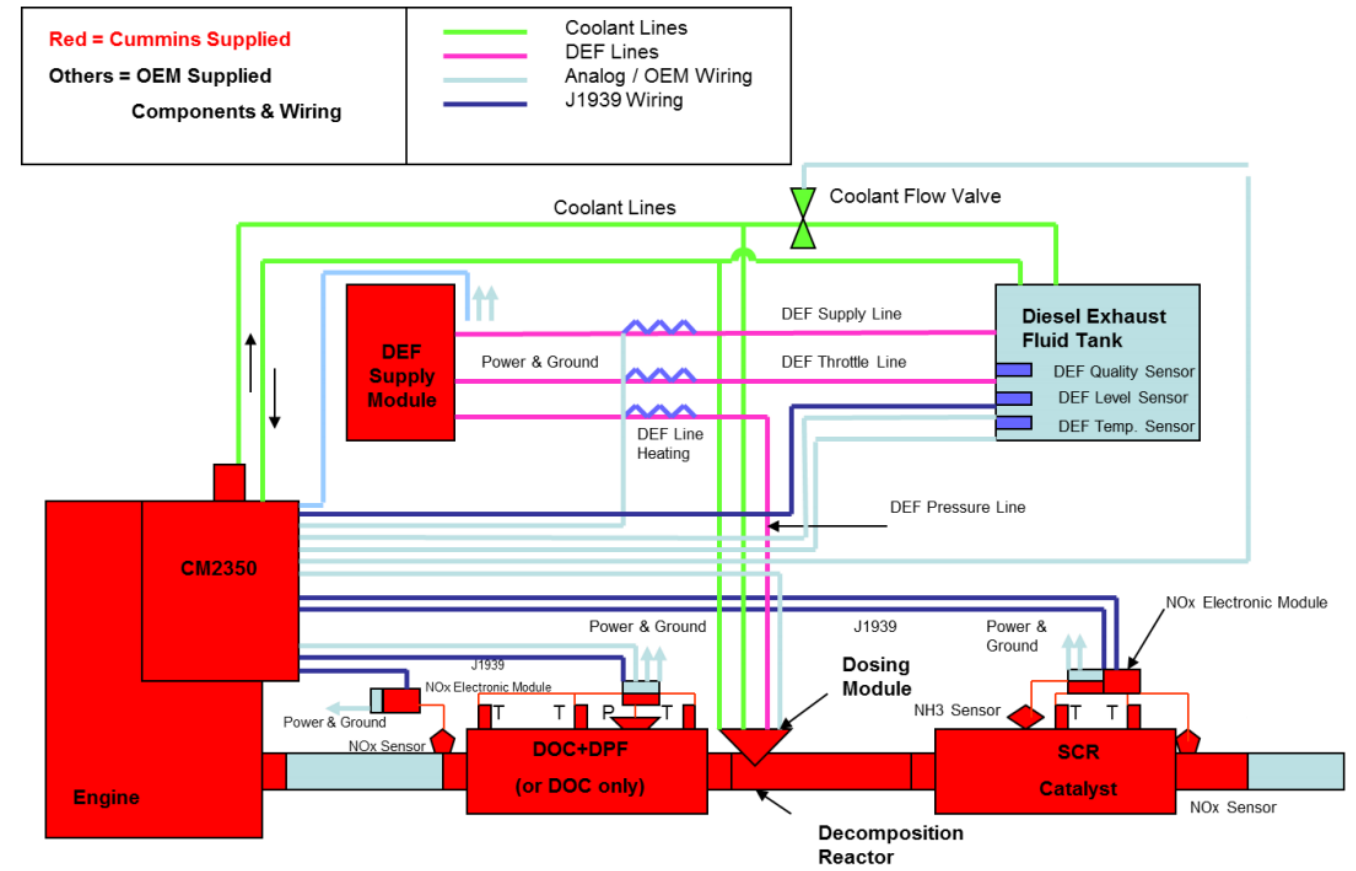 Red = Cummins Supplied
Others = OEM Supplied
Components & Wiring
Coolant Lines
DEF Lines
Analog / OEM Wiring
J1939 Wiring
Coolant Flow Valve
Coolant Lines
DEF Supply Line
Diesel Exhaust
Fluid Tank
DEF
Supply
Module
Power & Ground
DEF Throttle Line
DEF Quality Sensor
DEF Level Sensor
DEF Temp. Sensor
DEF Line
Heating
DEF Pressure Line
CM2350
NOx Electronic Module
Power & Ground
J1939
Power &
Ground
Dosing
Module
J1939
NOx Electronic Module
NH3 Sensor
Power & Ground
T
T
P
T
T
T
NOx Sensor
DOC+DPF
(or DOC only)
SCR
Catalyst
Engine
NOx Sensor
Decomposition
Reactor